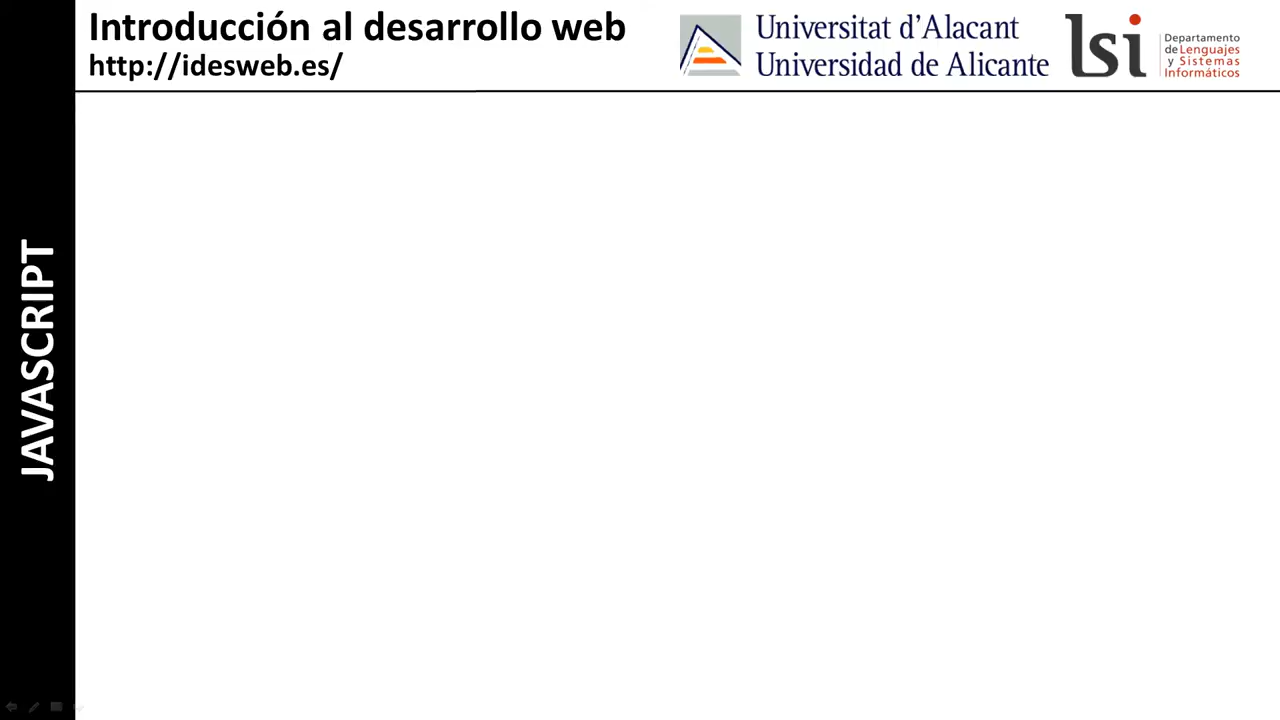 Introducción al desarrollo web
http://idesweb.es/
Universitat d'Alacant
Universidad de Alicante
lsi
Departamento
de Lenguajes
y Sistemas
Informáticos
JAVASCRIPT